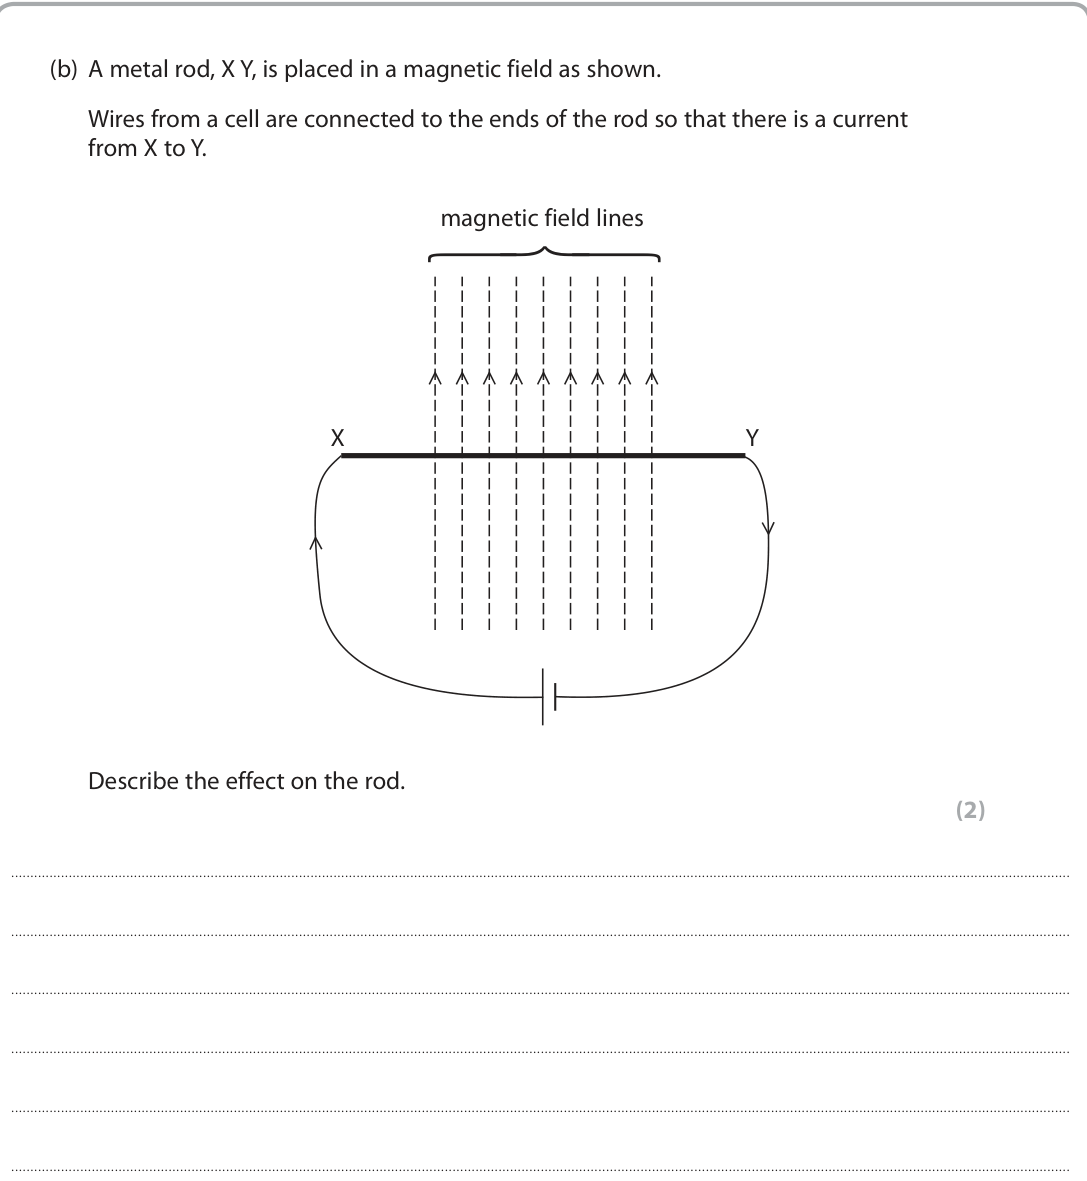 (b) A metal rod, X Y, is placed in a magnetic field as shown.
Wires from a cell are connected to the ends of the rod so that there is a current
from X to Y.
magnetic field lines
X
Y
Describe the effect on the rod.
(2)